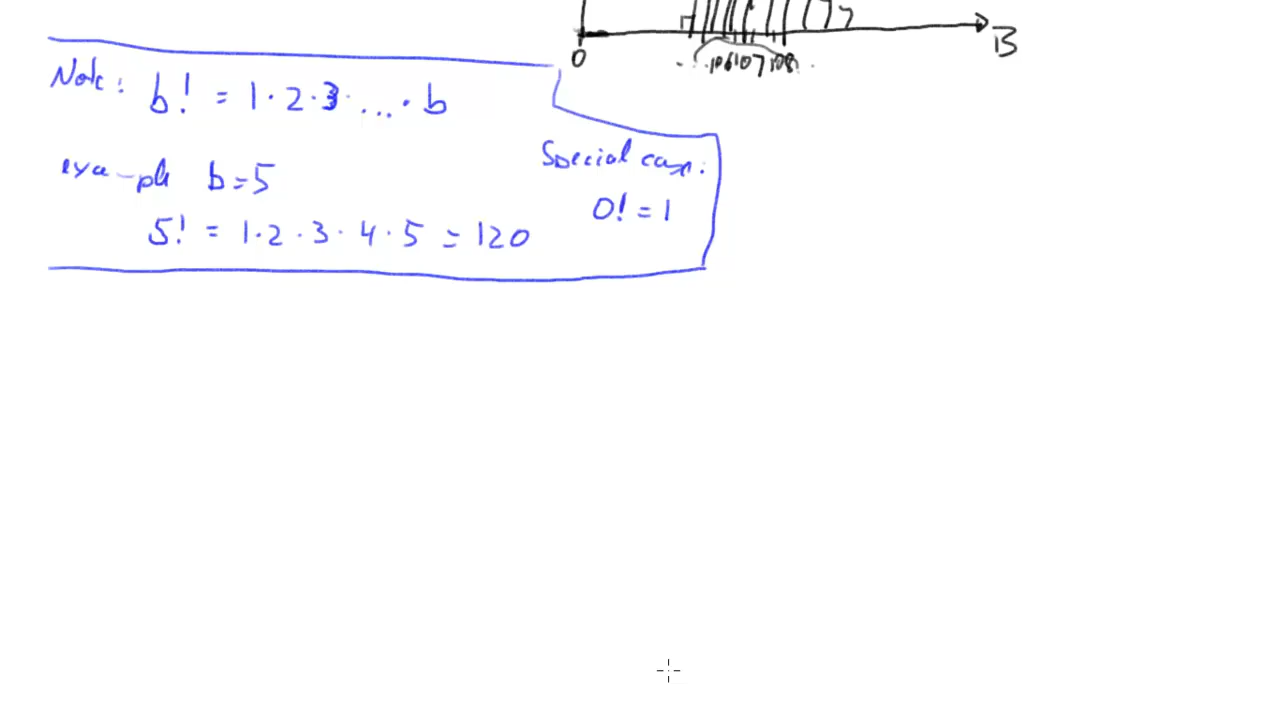 B
0 ... 106 107 108 ..
Note: b! = 1·2·3· ... · b
example b=5
5! = 1·2·3·4·5 = 120
Special case:
0! = 1